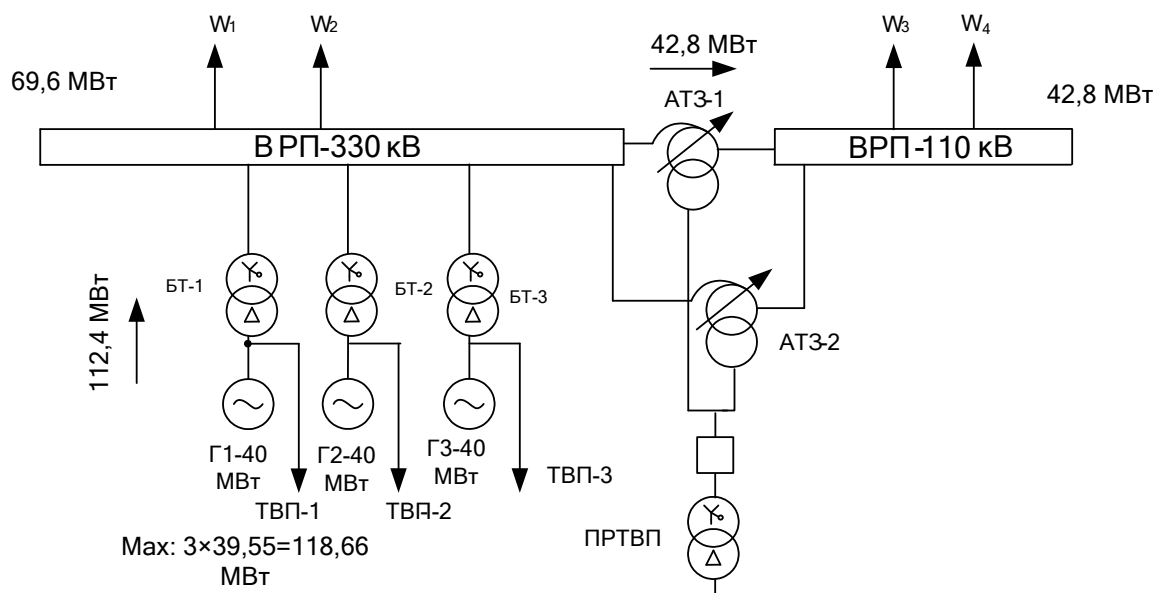 W1
W2
42,8 МВт
W3
W4
69,6 МВт
АТЗ-1
42,8 МВт
ВРП-330 кВ
ВРП-110 кВ
БТ-1
БТ-2
БТ-3
112,4 МВт
АТЗ-2
Г1-40
МВт
Г2-40
МВт
Г3-40
МВт
ТВП-1
ТВП-2
ТВП-3
ПРТВП
Max: 3×39,55=118,66
МВт